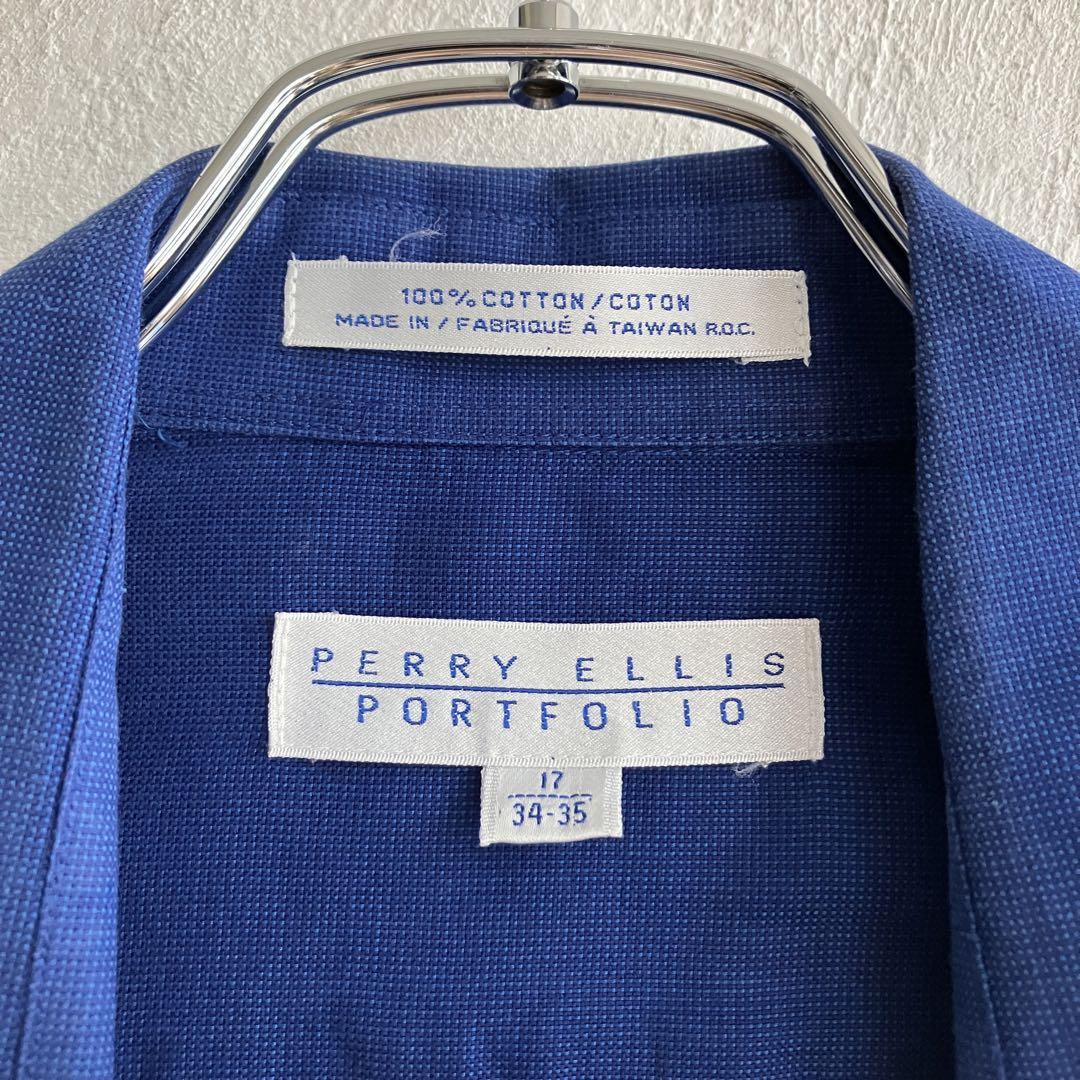 100% COTTON/COTON
MADE IN / FABRIQUÉ À TAIWAN R.O.C.
PERRY ELLIS
PORTFOLIO
17
34-35